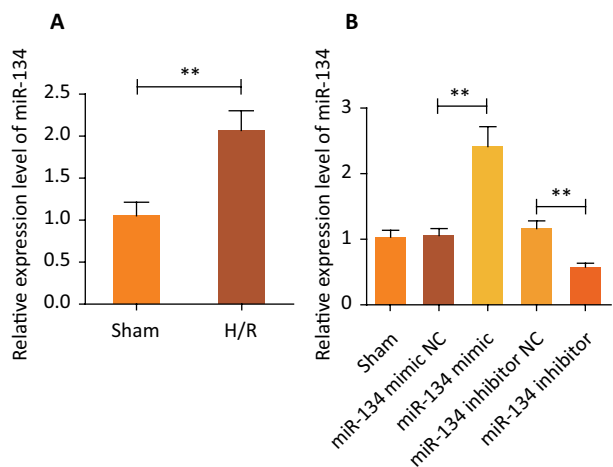 A
Relative expression level of miR-134
2.5
2.0
1.0
0.5
0.0
**
Sham
H/R
B
Relative expression level of miR-134
3
2
1
0
**
**
Sham
miR-134 mimic NC
miR-134 mimic
miR-134 inhibitor NC
miR-134 inhibitor